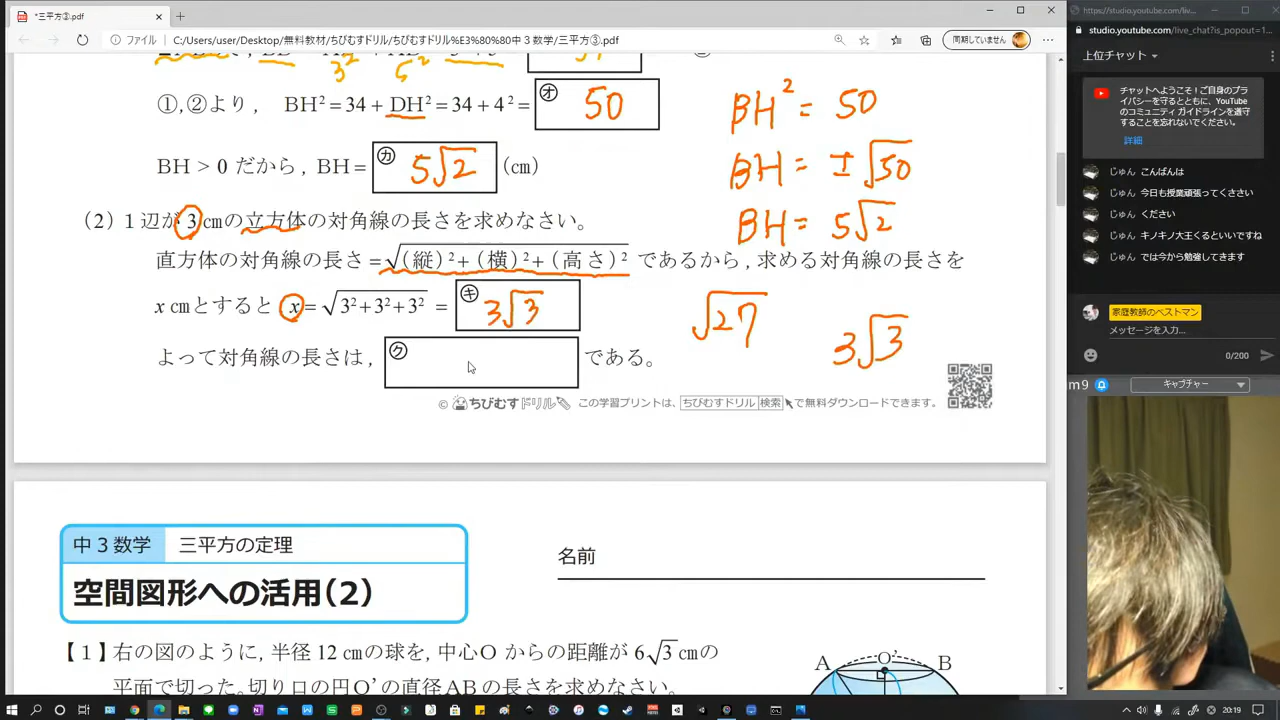 *三平方②.pdf
ファイル C:/Users/user/Desktop/無料教材/ちびむすドリル/ちびむすドリル%E3%80%80中3数学/三平方③.pdf
同期していません
3² 5²
①,②より, BH²=34+DH²=34+4²= ㋔ 50
BH²=50
BH > 0 だから, BH= ㋕ 5√2 (cm)
BH=±√50
BH=5√2
(2) 1辺が3cmの立方体の対角線の長さを求めなさい。
直方体の対角線の長さ=√(縦)²+(横)²+(高さ)² であるから,求める対角線の長さを
x cmとすると x=√3²+3²+3² = ㋖ 3√3
√27 3√3
よって対角線の長さは, ㋗ である。
© ちびむすドリル この学習プリントは、 ちびむすドリル 検索 で無料ダウンロードできます。
中3数学 三平方の定理
空間図形への活用(2)
名前
【1】右の図のように, 半径12cmの球を, 中心O からの距離が 6√3cmの
平面で切った。切り口の円O'の直径ABの長さを求めなさい。
A O' B
https://studio.youtube.com/liv...
studio.youtube.com/live_chat?is_popout=1...
上位チャット
チャットへようこそ！ご自身のプライバシーを守るとともに、YouTube のコミュニティ ガイドラインを遵守することを忘れないでください。
詳細
じゅん こんばんは
じゅん 今日も授業頑張ってください
じゅん ください
じゅん キノキノ大王くるといいですね
じゅん では今から勉強してきます
家庭教師のベストマン
メッセージを入力...
0/200
m9 キャプチャー
20:19